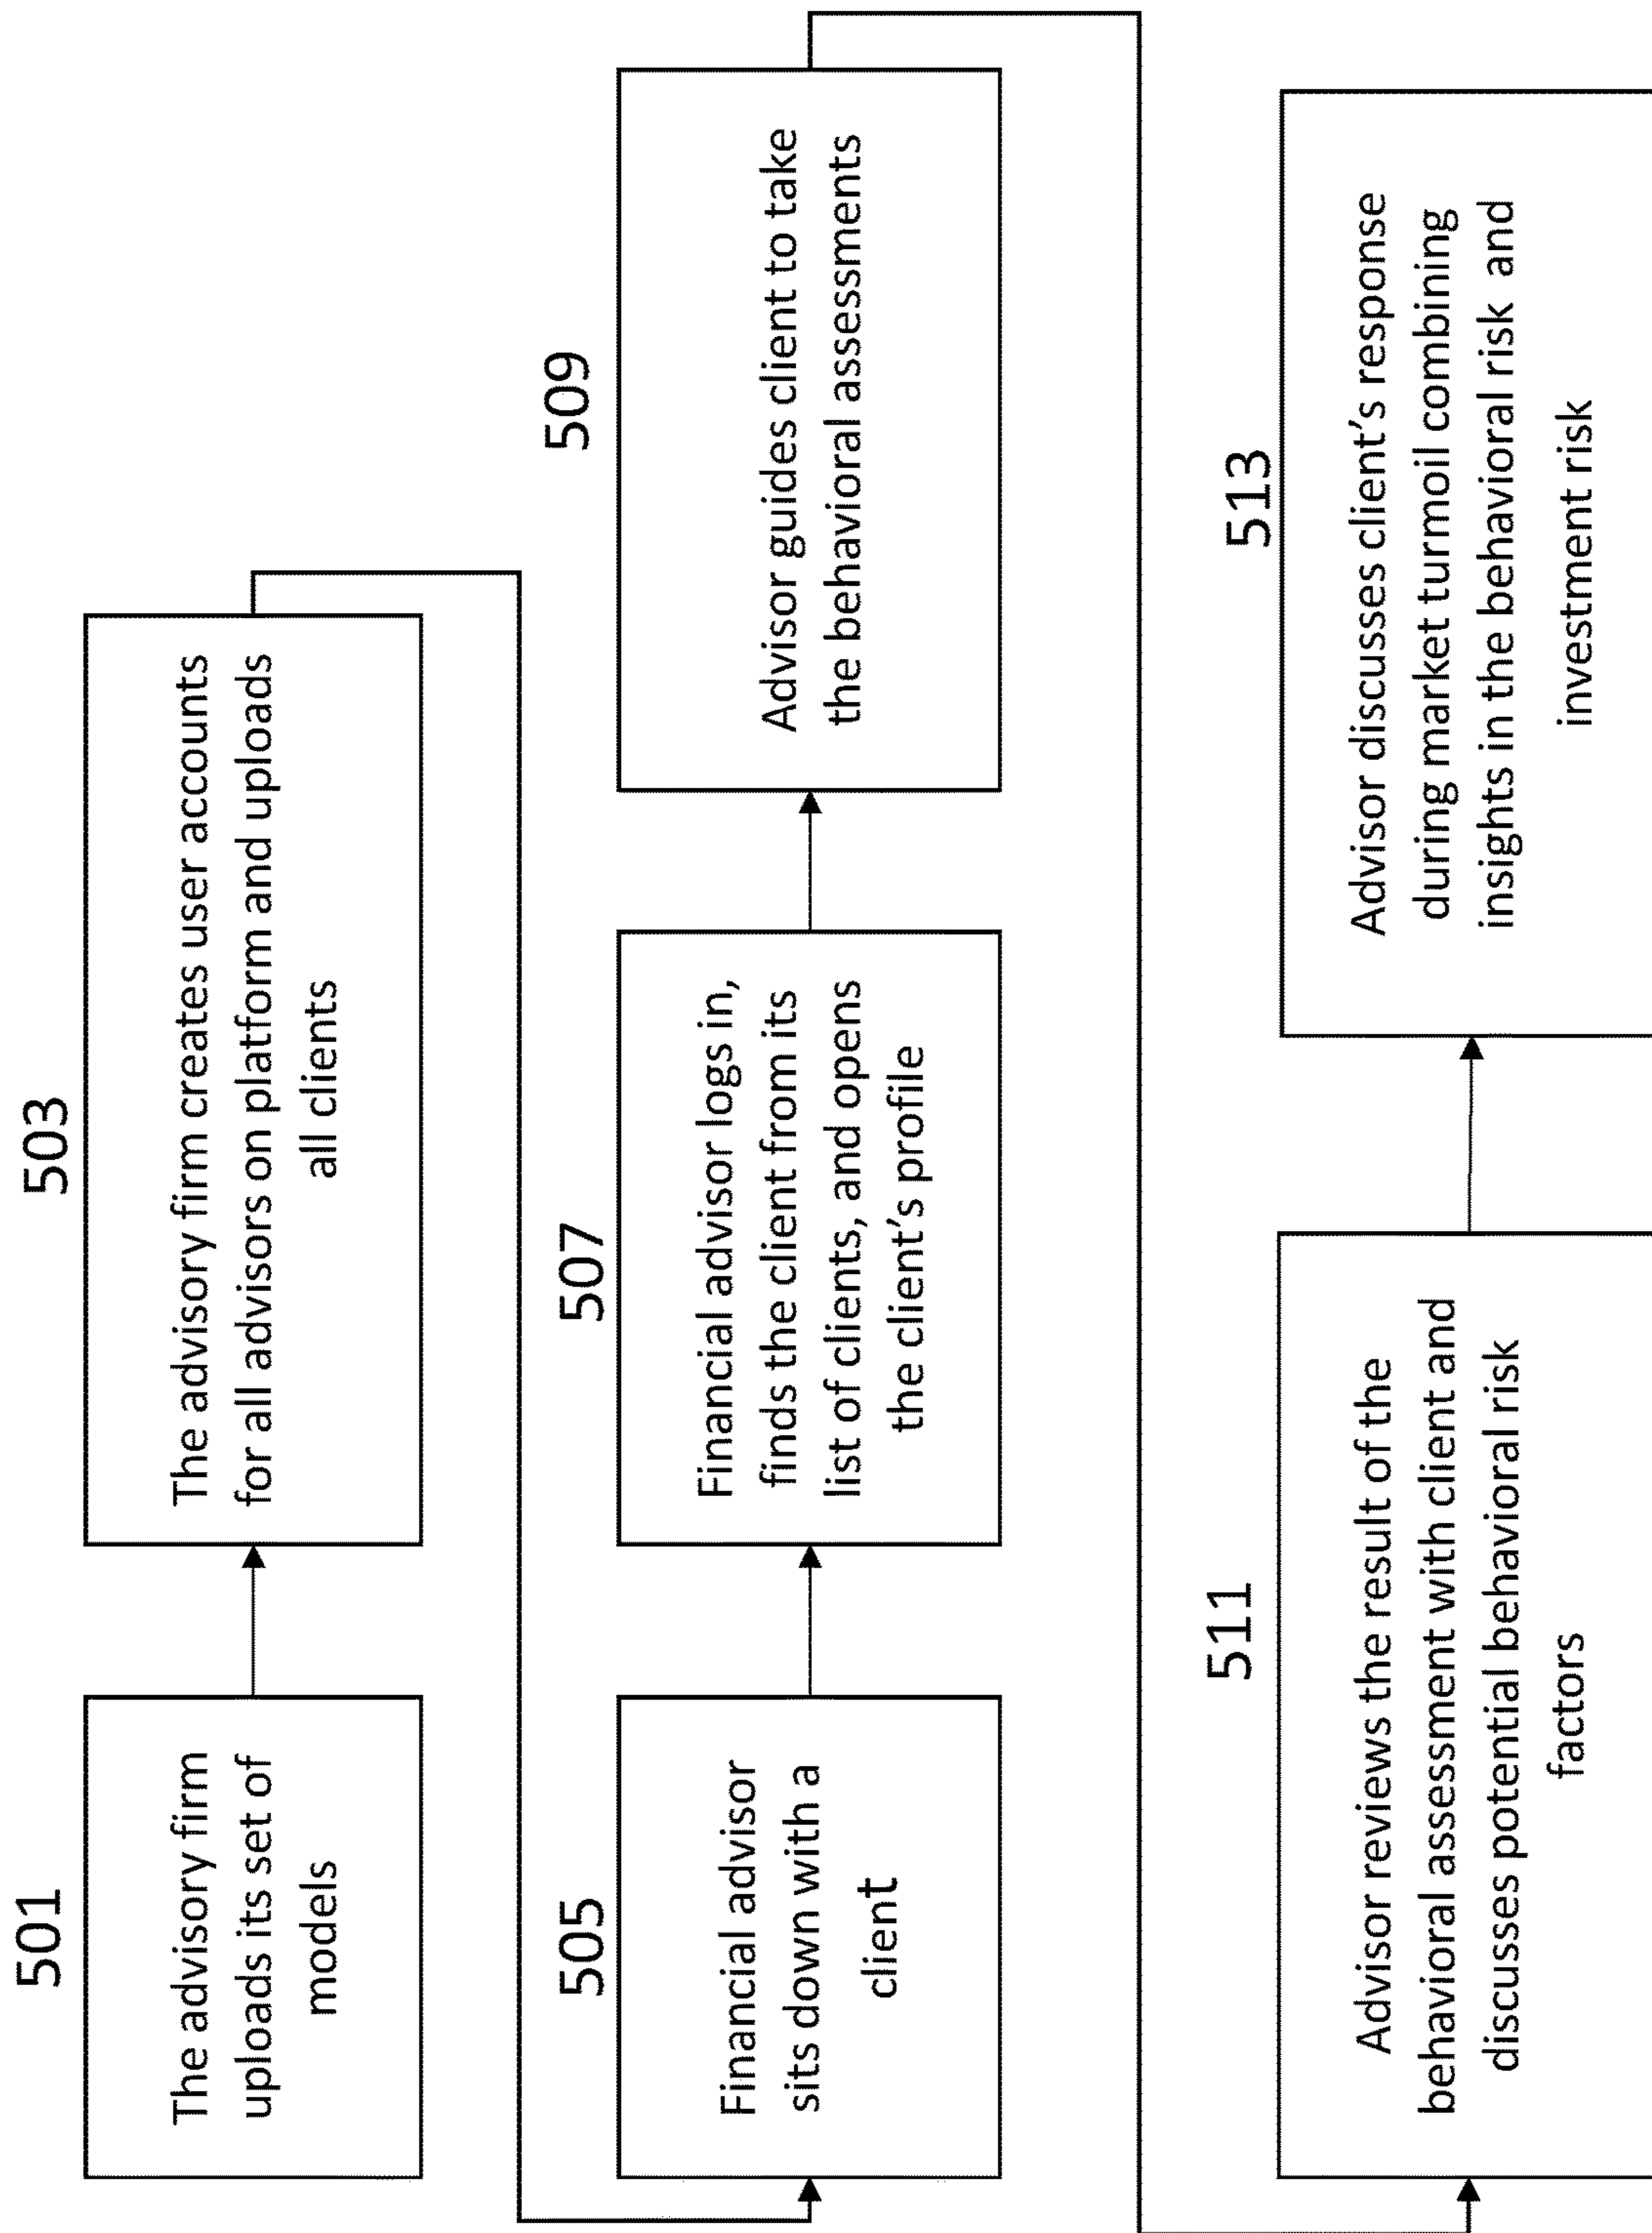 501
The advisory firm
uploads its set of
models
503
The advisory firm creates user accounts
for all advisors on platform and uploads
all clients
505
Financial advisor
sits down with a
client
507
Financial advisor logs in,
finds the client from its
list of clients, and opens
the client's profile
509
Advisor guides client to take
the behavioral assessments
511
Advisor reviews the result of the
behavioral assessment with client and
discusses potential behavioral risk
factors
513
Advisor discusses client's response
during market turmoil combining
insights in the behavioral risk and
investment risk